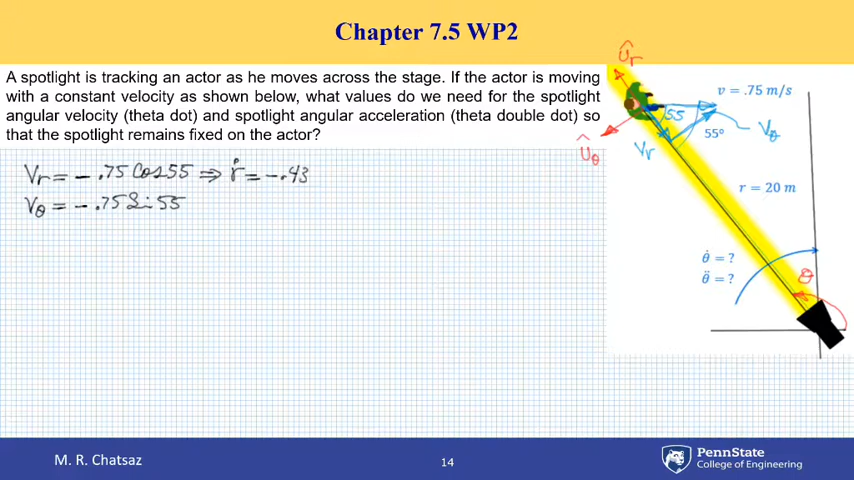 Chapter 7.5 WP2
A spotlight is tracking an actor as he moves across the stage. If the actor is moving
with a constant velocity as shown below, what values do we need for the spotlight
angular velocity (theta dot) and spotlight angular acceleration (theta double dot) so
that the spotlight remains fixed on the actor?
Vr = - .75 Cos55 ⇒ ṙ = -.43
Vθ = - .75 Sin 55
Ûr
v = .75 m/s
55
55°
Vθ
Ûθ
Vr
r = 20 m
θ̇ = ?
θ̈ = ?
θ
M. R. Chatsaz
14
PennState
College of Engineering